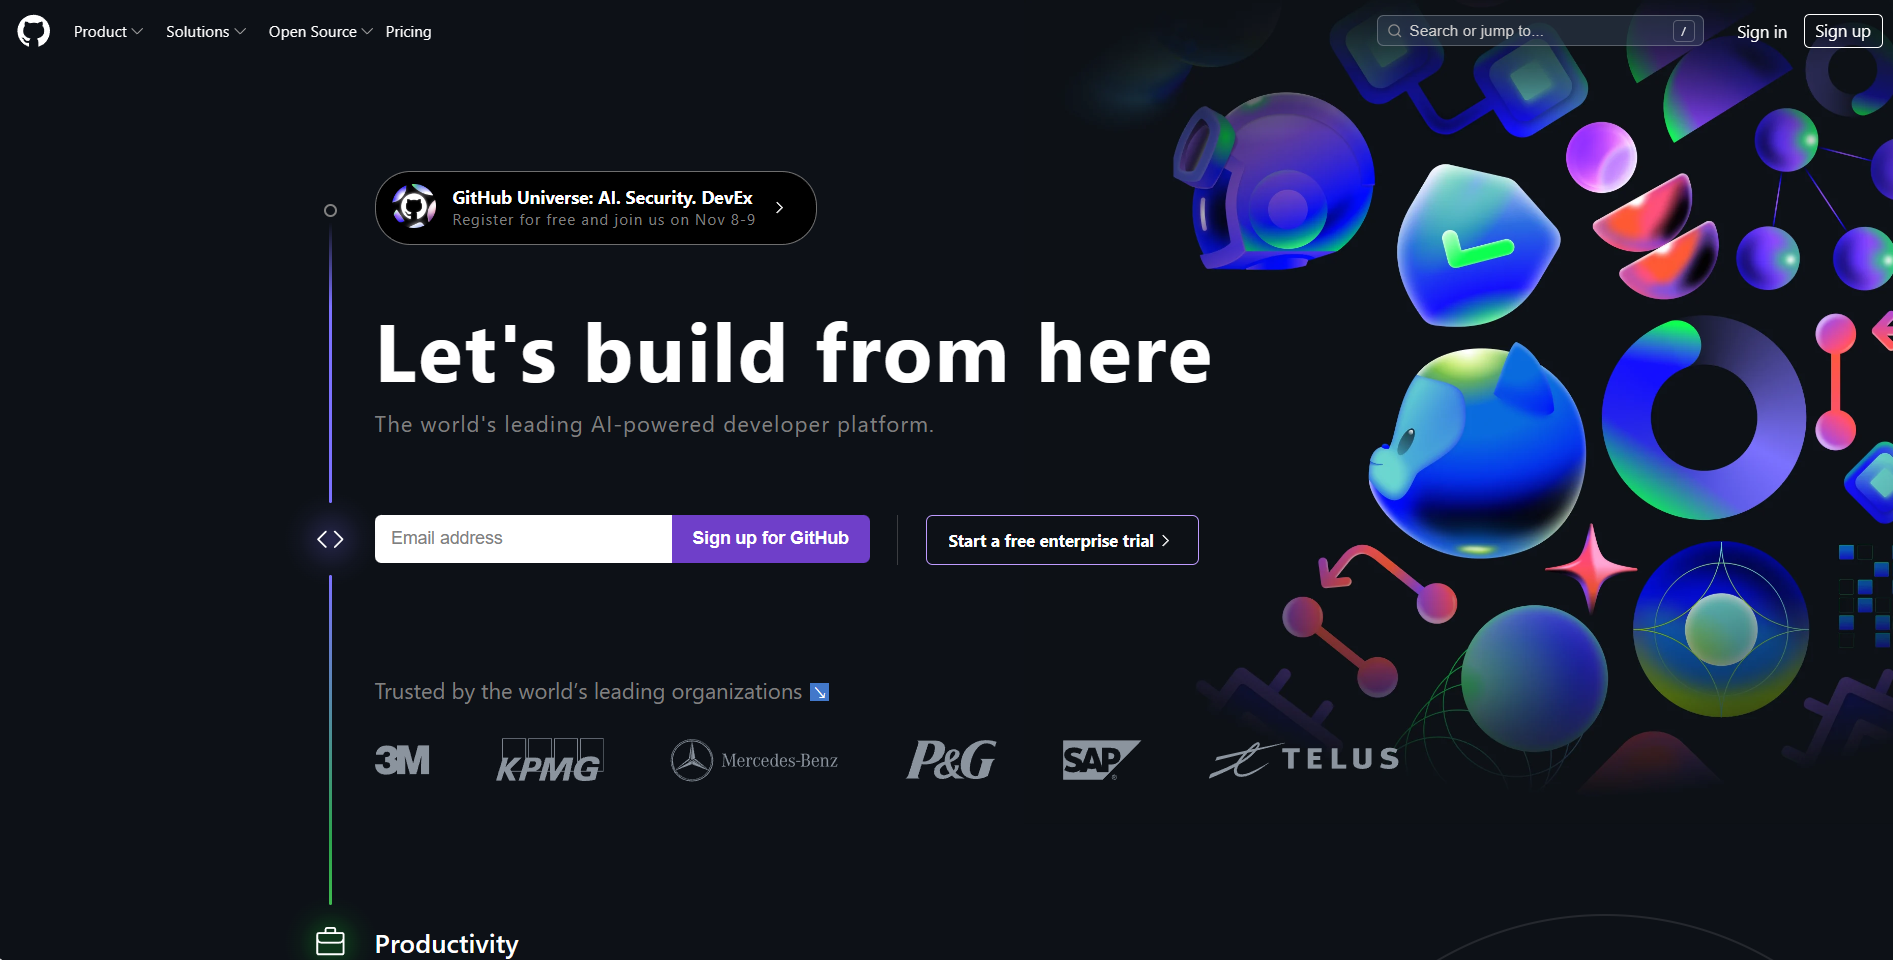 Product Solutions Open Source Pricing Search or jump to... / Sign in Sign up
GitHub Universe: AI. Security. DevEx
Register for free and join us on Nov 8-9
Let's build from here
The world's leading AI-powered developer platform.
Email address Sign up for GitHub Start a free enterprise trial
Trusted by the world’s leading organizations ↘
3M KPMG Mercedes-Benz P&G SAP® TELUS
Productivity